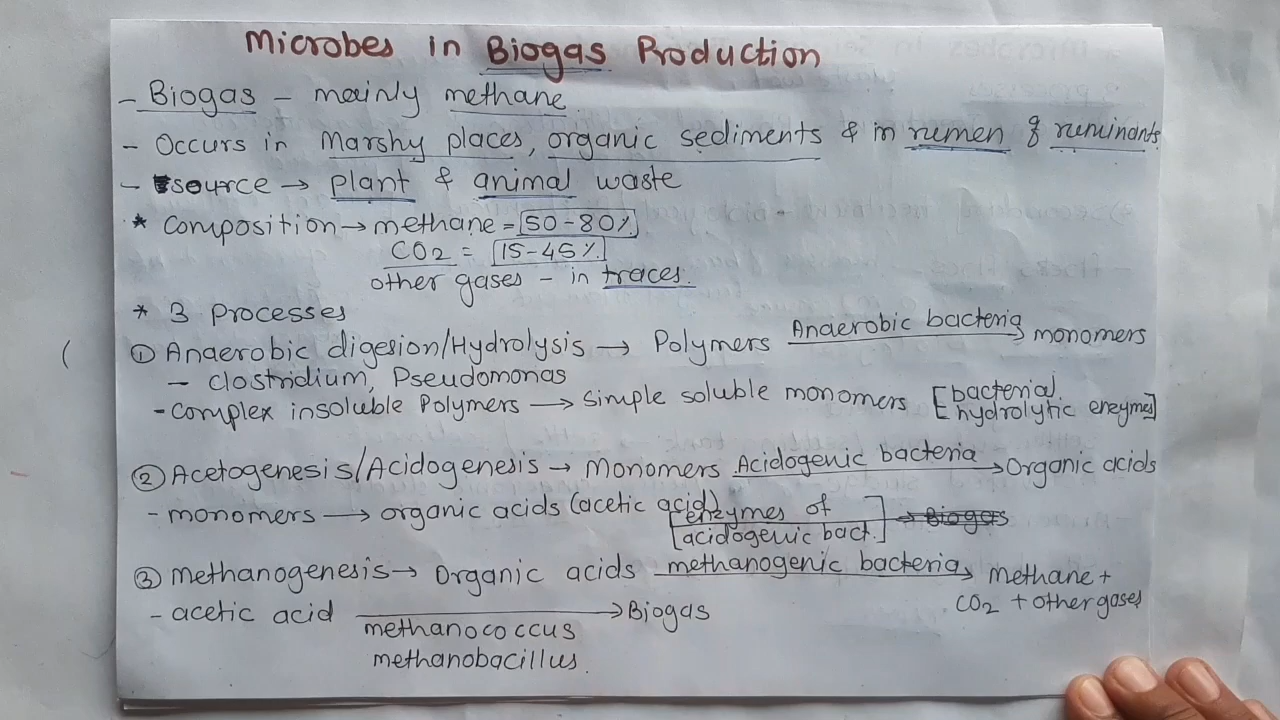 Microbes in Biogas Production
- Biogas - mainly methane
- Occurs in Marshy places, organic sediments & in rumen of ruminants
- source → plant & animal waste
* Composition → methane = 50-80%
CO2 = 15-45%
other gases - in traces.
* 3 Processes
① Anaerobic digesion/Hydrolysis → Polymers Anaerobic bacteria → monomers
- Clostridium, Pseudomonas
- Complex insoluble Polymers → Simple soluble monomers [bacterial hydrolytic enzymes]
② Acetogenesis/Acidogenesis → Monomers Acidogenic bacteria → Organic acids
- monomers → organic acids (acetic acid) [enzymes of acidogenic bact.] → Biogas
③ Methanogenesis → Organic acids methanogenic bacteria → Methane +
CO2 + other gases
- acetic acid → Biogas
methanococcus
methanobacillus.